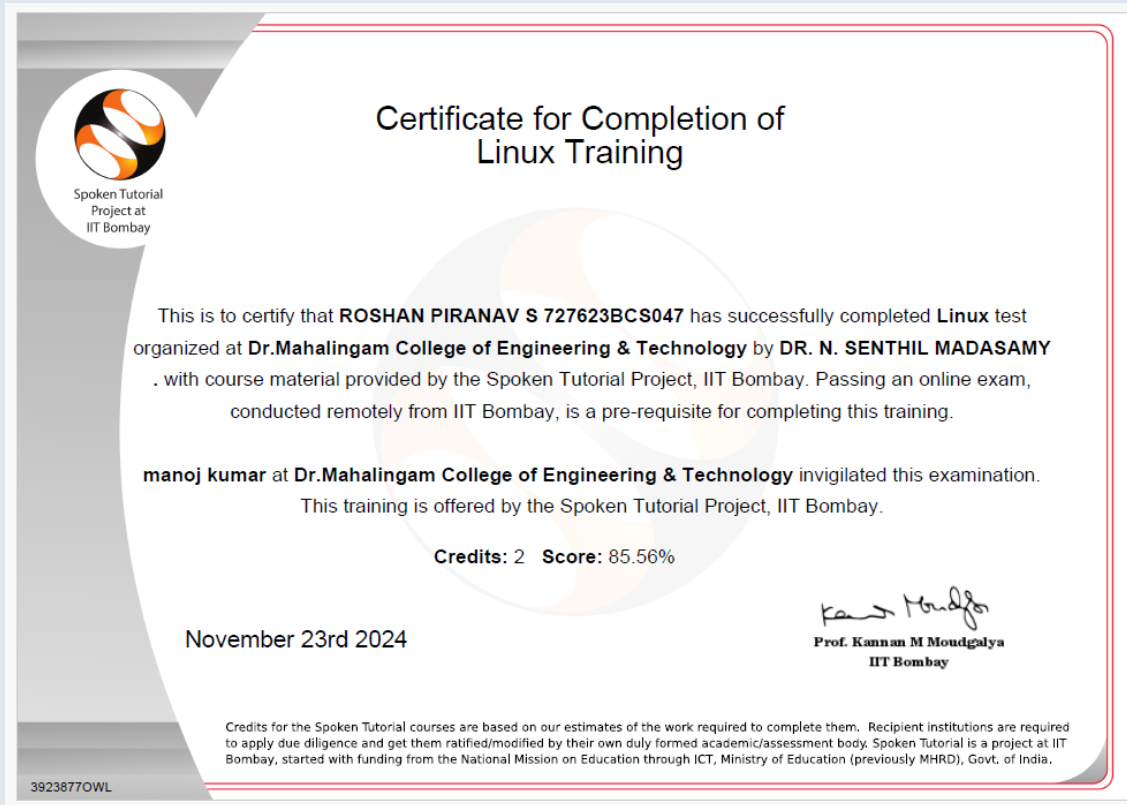 Spoken Tutorial
Project at
IIT Bombay
Certificate for Completion of
Linux Training
This is to certify that ROSHAN PIRANAV S 727623BCS047 has successfully completed Linux test
organized at Dr.Mahalingam College of Engineering & Technology by DR. N. SENTHIL MADASAMY
. with course material provided by the Spoken Tutorial Project, IIT Bombay. Passing an online exam,
conducted remotely from IIT Bombay, is a pre-requisite for completing this training.
manoj kumar at Dr.Mahalingam College of Engineering & Technology invigilated this examination.
This training is offered by the Spoken Tutorial Project, IIT Bombay.
Credits: 2 Score: 85.56%
November 23rd 2024
Prof. Kannan M Moudgalya
IIT Bombay
Credits for the Spoken Tutorial courses are based on our estimates of the work required to complete them. Recipient institutions are required
to apply due diligence and get them ratified/modified by their own duly formed academic/assessment body. Spoken Tutorial is a project at IIT
Bombay, started with funding from the National Mission on Education through ICT, Ministry of Education (previously MHRD), Govt. of India.
3923877OWL